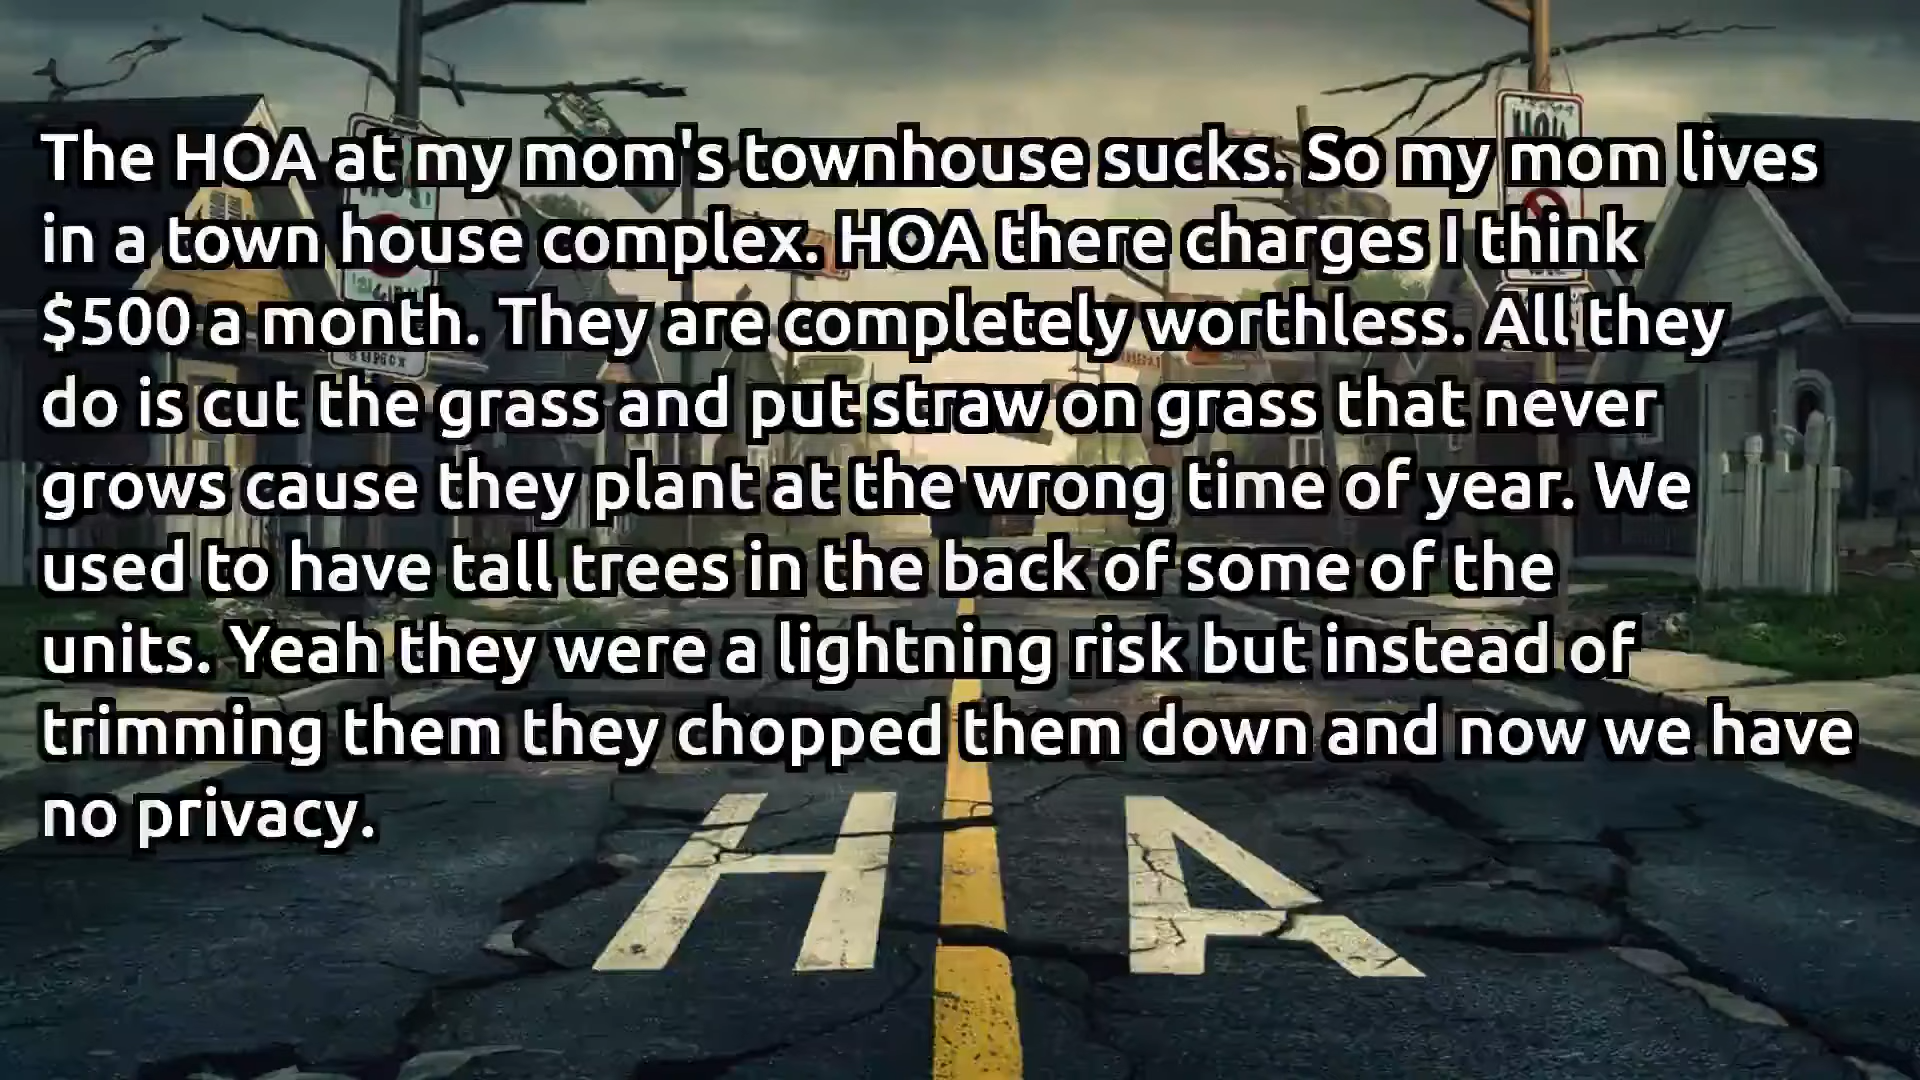 The HOA at my mom's townhouse sucks. So my mom lives
in a town house complex. HOA there charges I think
$500 a month. They are completely worthless. All they
do is cut the grass and put straw on grass that never
grows cause they plant at the wrong time of year. We
used to have tall trees in the back of some of the
units. Yeah they were a lightning risk but instead of
trimming them they chopped them down and now we have
no privacy.
H A